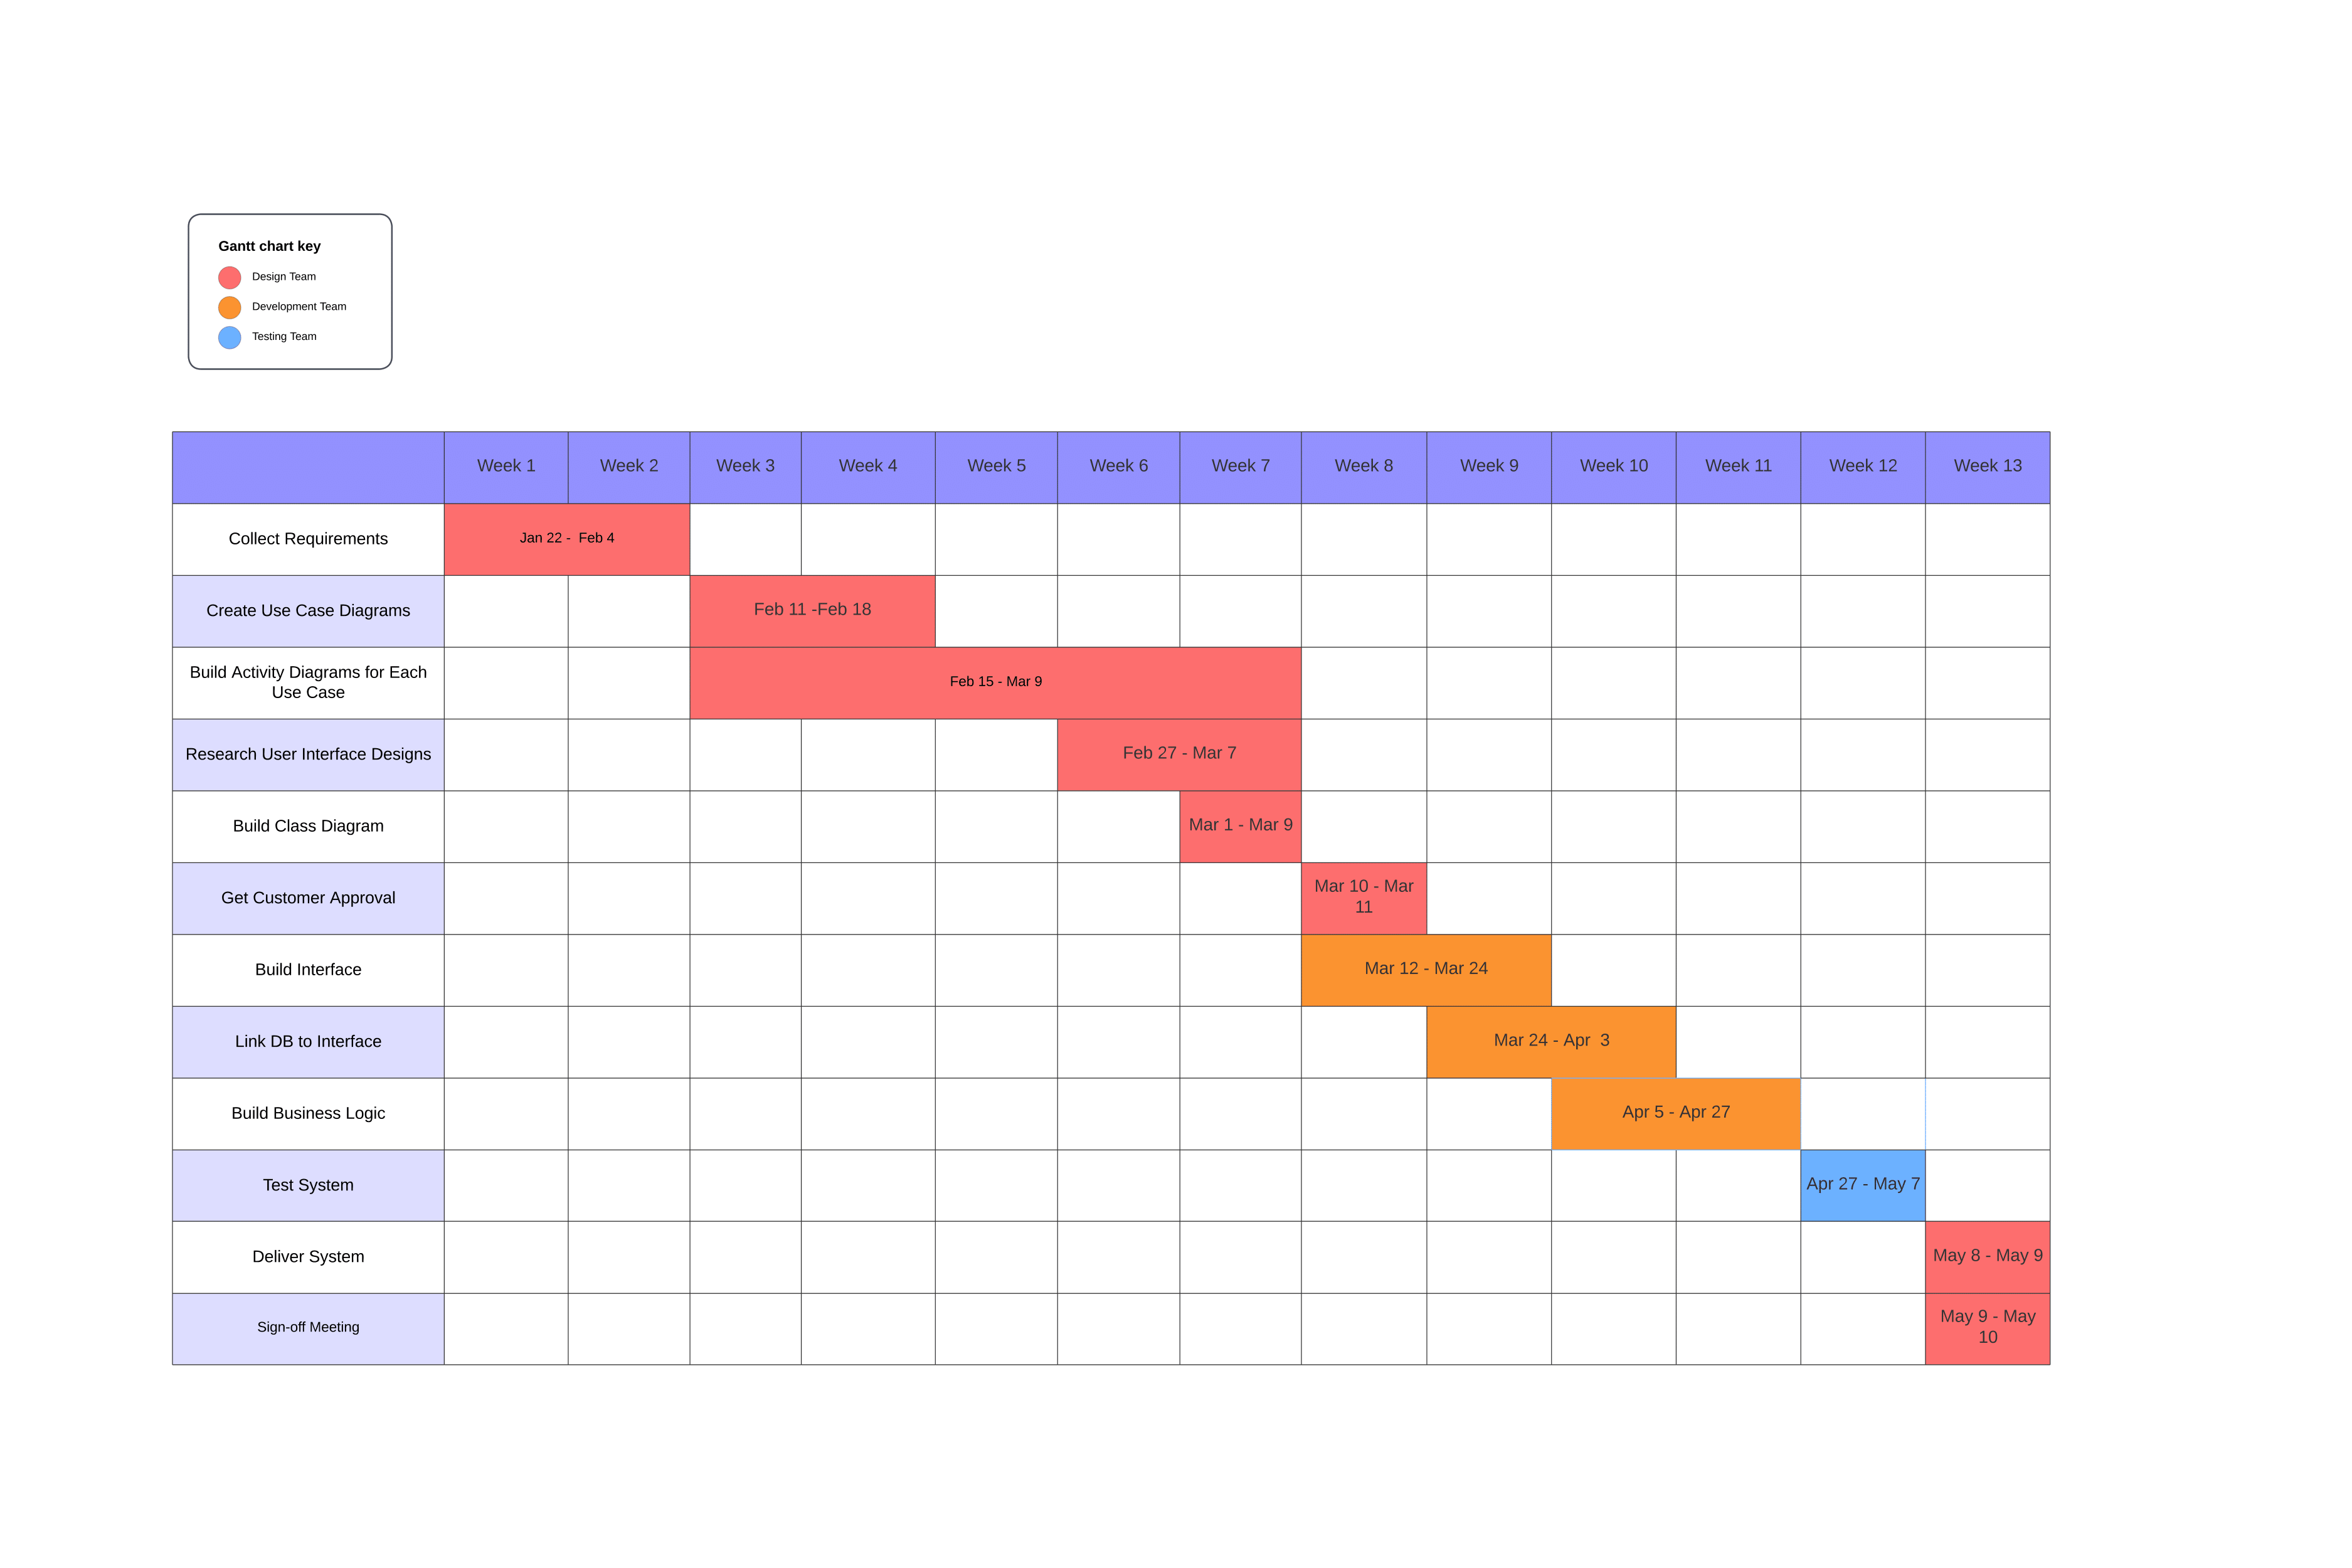 Gantt chart key
Design Team
Development Team
Testing Team
Week 1 Week 2 Week 3 Week 4 Week 5 Week 6 Week 7 Week 8 Week 9 Week 10 Week 11 Week 12 Week 13
Collect Requirements Jan 22 -  Feb 4
Create Use Case Diagrams Feb 11 -Feb 18
Build Activity Diagrams for Each
Use Case
Feb 15 - Mar 9
Research User Interface Designs Feb 27 - Mar 7
Build Class Diagram Mar 1 - Mar 9
Get Customer Approval
Mar 10 - Mar
11
Build Interface Mar 12 - Mar 24
Link DB to Interface Mar 24 - Apr  3
Build Business Logic Apr 5 - Apr 27
Test System Apr 27 - May 7
Deliver System May 8 - May 9
Sign-off Meeting
May 9 - May
10